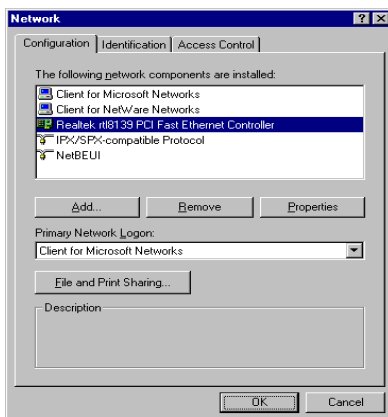 Network
Configuration Identification Access Control
The following network components are installed:
Client for Microsoft Networks
Client for NetWare Networks
Realtek rtl8139 PCI Fast Ethernet Controller
IPX/SPX-compatible Protocol
NetBEUI
Add... Remove Properties
Primary Network Logon:
Client for Microsoft Networks
File and Print Sharing...
Description
OK Cancel